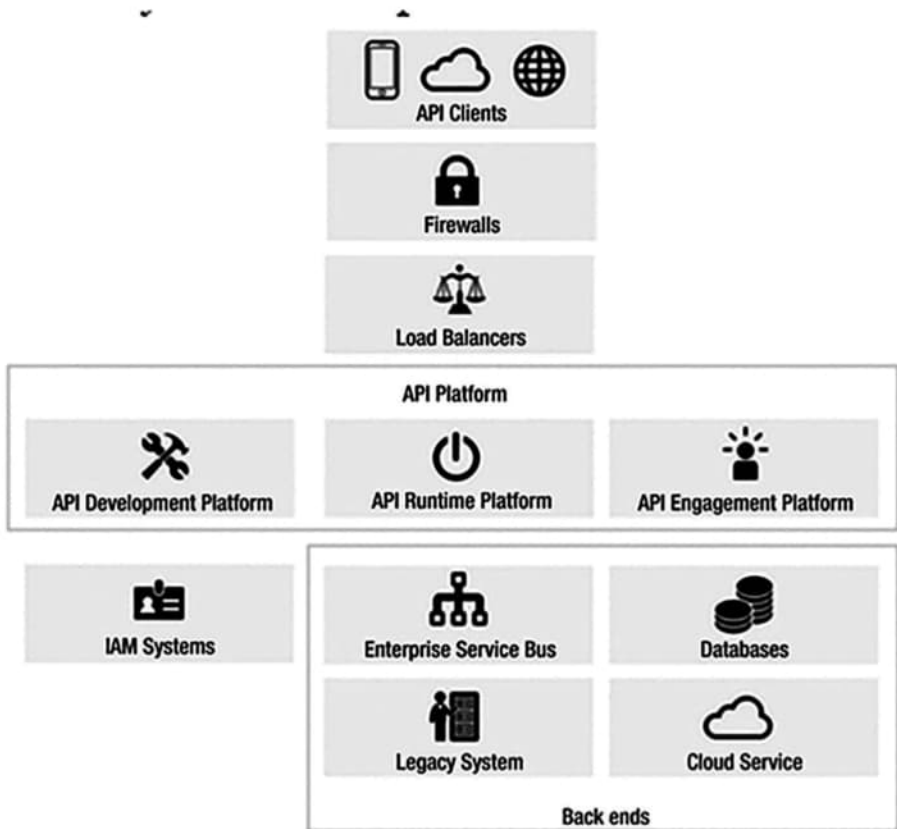 API Clients
Firewalls
Load Balancers
API Platform
API Development Platform
API Runtime Platform
API Engagement Platform
IAM Systems
Enterprise Service Bus
Databases
Legacy System
Cloud Service
Back ends